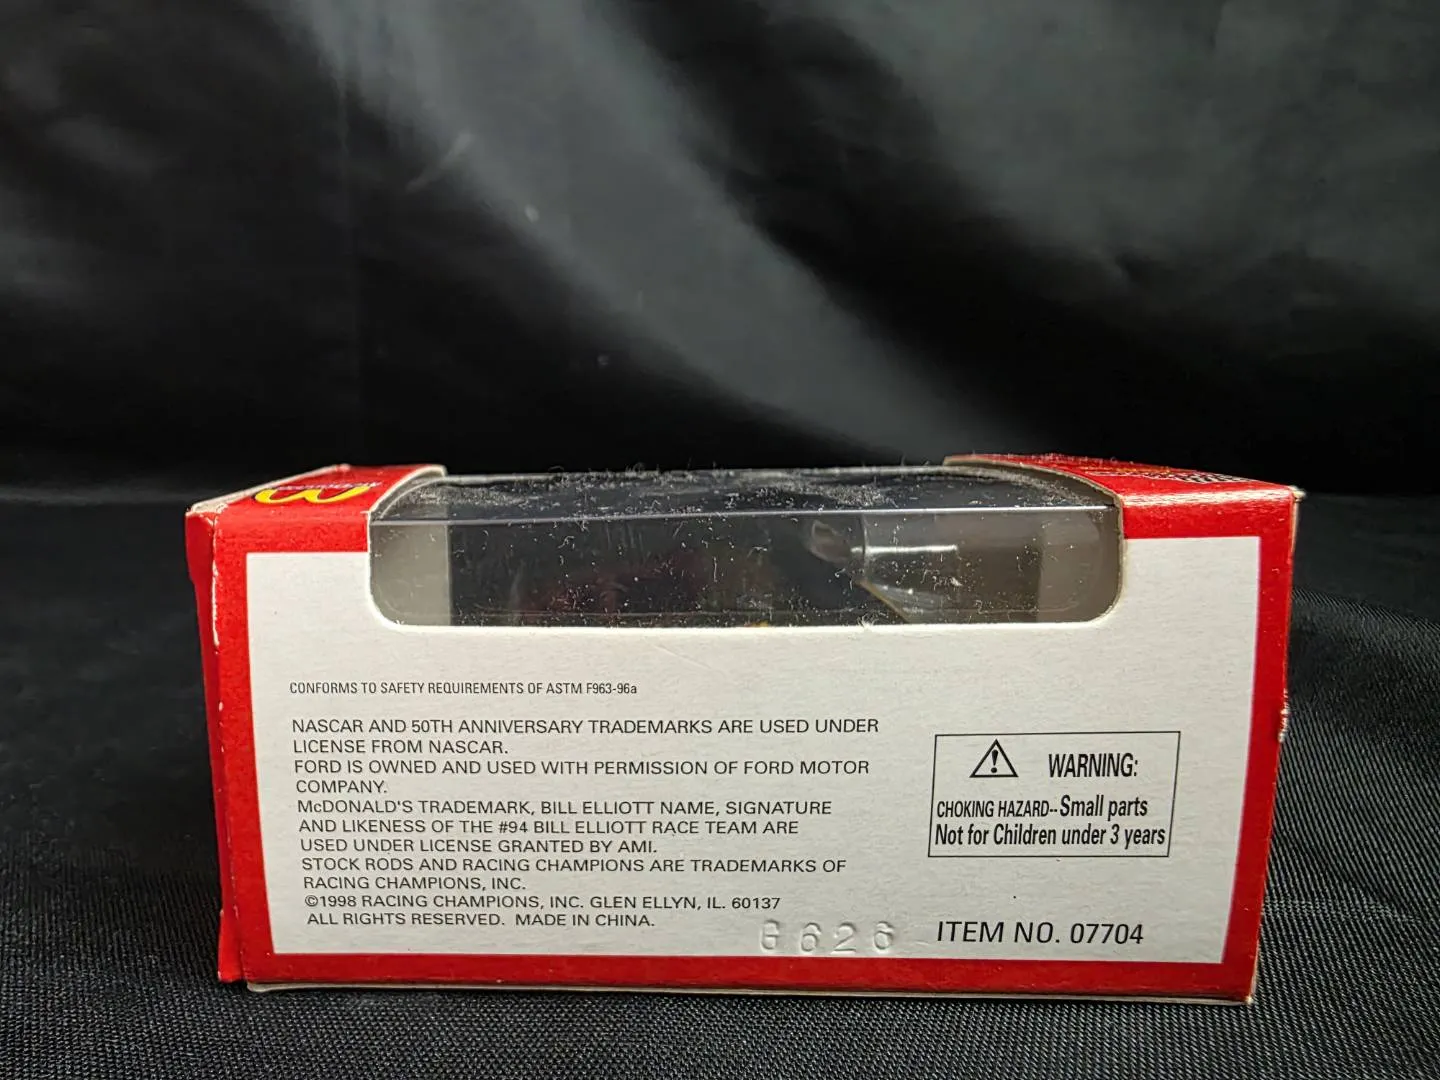 CONFORMS TO SAFETY REQUIREMENTS OF ASTM F963-96a
NASCAR AND 50TH ANNIVERSARY TRADEMARKS ARE USED UNDER
LICENSE FROM NASCAR.
FORD IS OWNED AND USED WITH PERMISSION OF FORD MOTOR
COMPANY.
McDONALD'S TRADEMARK, BILL ELLIOTT NAME, SIGNATURE
AND LIKENESS OF THE #94 BILL ELLIOTT RACE TEAM ARE
USED UNDER LICENSE GRANTED BY AMI.
STOCK RODS AND RACING CHAMPIONS ARE TRADEMARKS OF
RACING CHAMPIONS, INC.
©1998 RACING CHAMPIONS, INC. GLEN ELLYN, IL. 60137
ALL RIGHTS RESERVED. MADE IN CHINA.
WARNING:
CHOKING HAZARD--Small parts
Not for Children under 3 years
ITEM NO. 07704